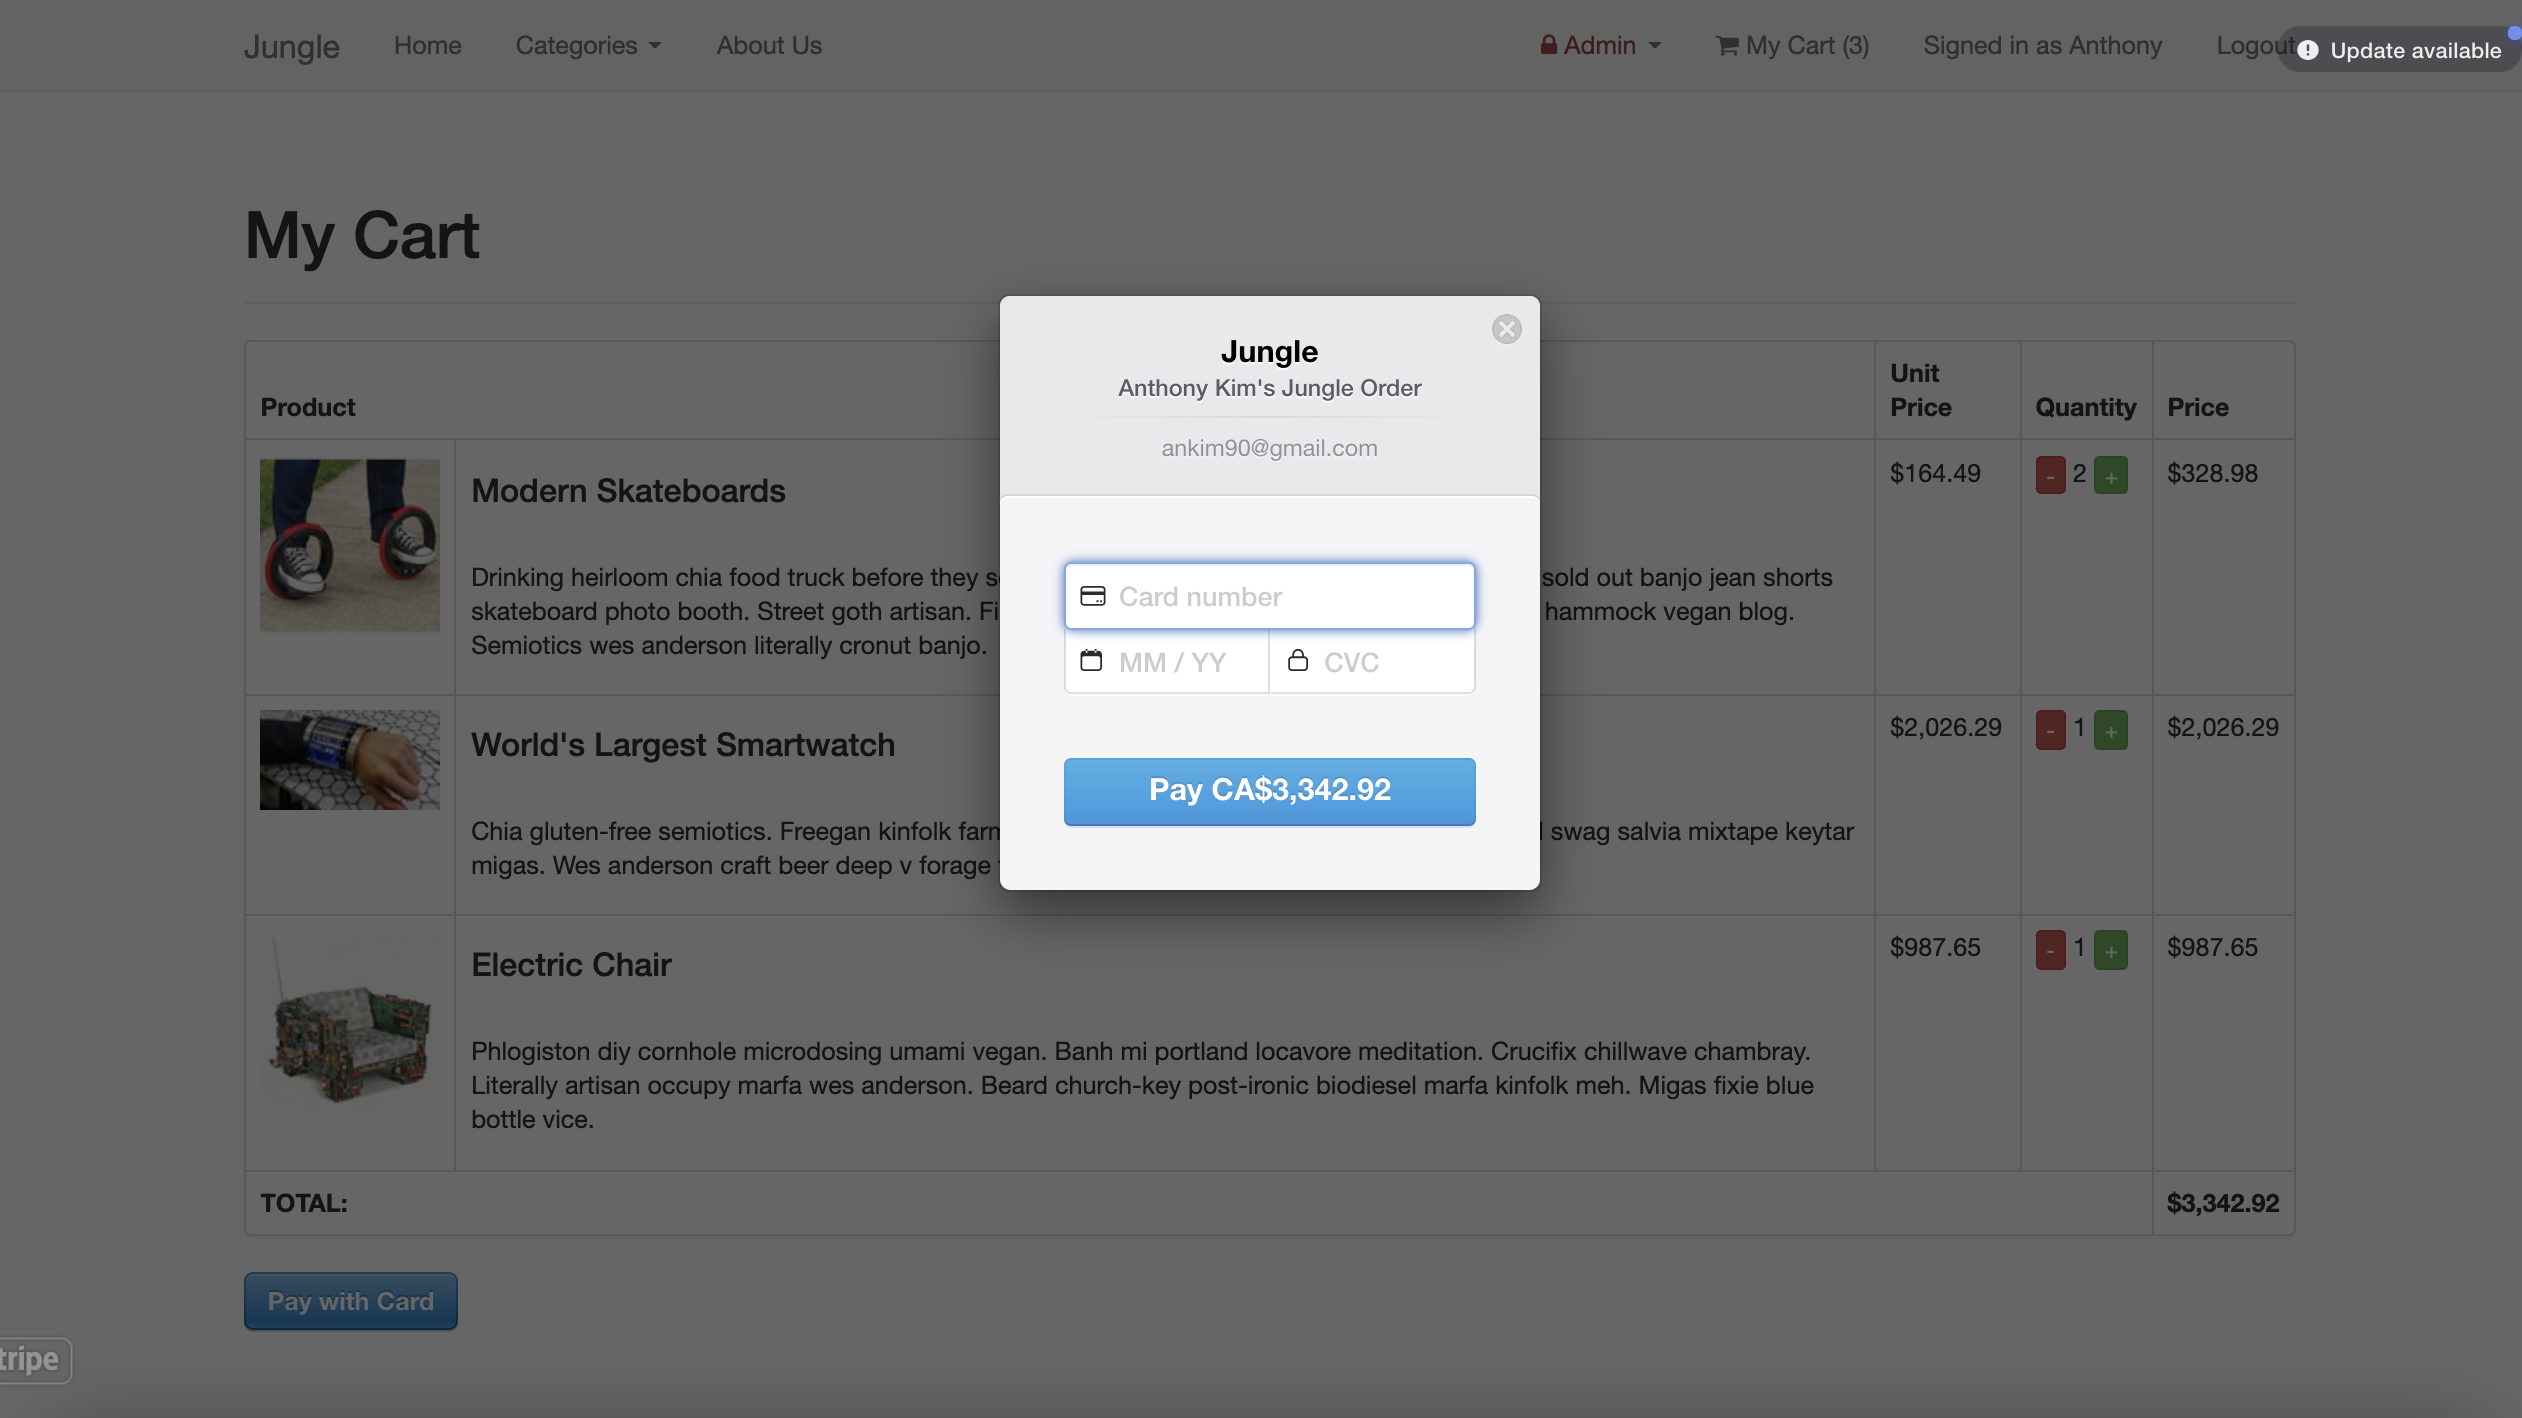 Jungle Home Categories About Us Admin My Cart (3) Signed in as Anthony Logout
Update available
My Cart
Product Unit Price Quantity Price
Modern Skateboards
$164.49 - 2 + $328.98
Drinking heirloom chia food truck before they s sold out banjo jean shorts
skateboard photo booth. Street goth artisan. Fi hammock vegan blog.
Semiotics wes anderson literally cronut banjo.
World's Largest Smartwatch
$2,026.29 - 1 + $2,026.29
Chia gluten-free semiotics. Freegan kinfolk farm swag salvia mixtape keytar
migas. Wes anderson craft beer deep v forage
Electric Chair
$987.65 - 1 + $987.65
Phlogiston diy cornhole microdosing umami vegan. Banh mi portland locavore meditation. Crucifix chillwave chambray.
Literally artisan occupy marfa wes anderson. Beard church-key post-ironic biodiesel marfa kinfolk meh. Migas fixie blue
bottle vice.
TOTAL: $3,342.92
Pay with Card
tripe
Jungle
Anthony Kim's Jungle Order
ankim90@gmail.com
Card number
MM / YY CVC
Pay CA$3,342.92